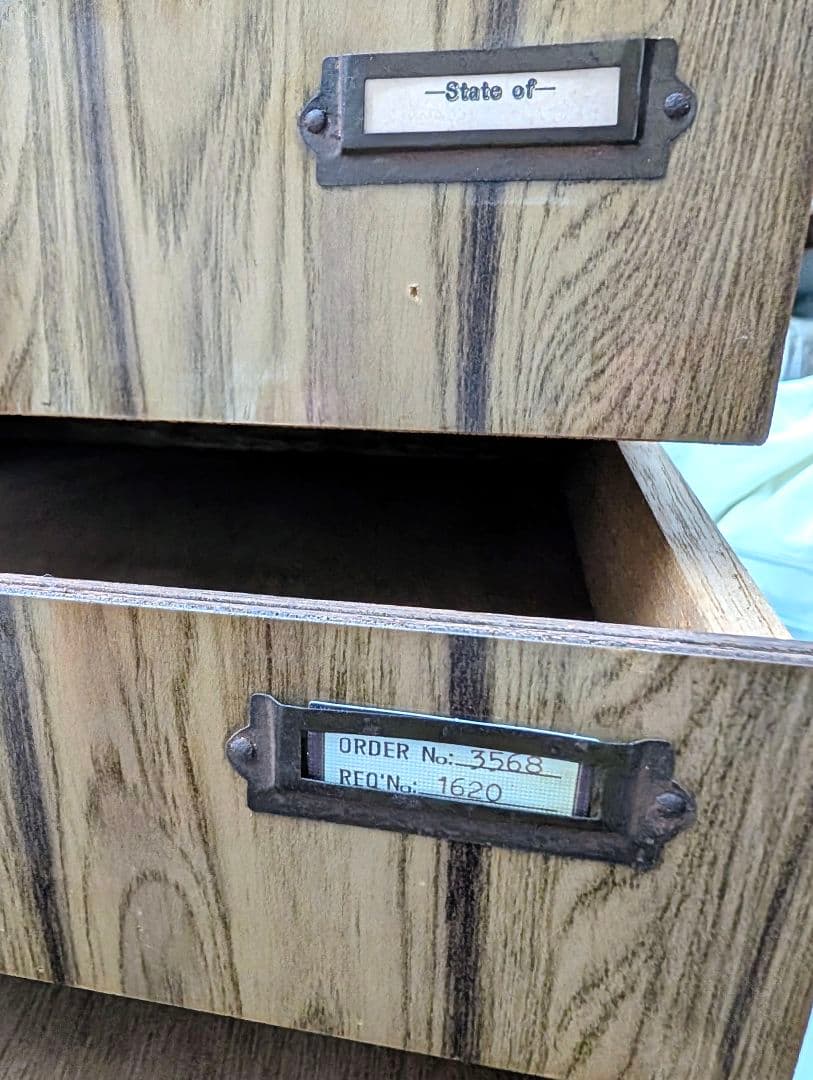 —State of—
ORDER No: 3568
REQ'No: 1620